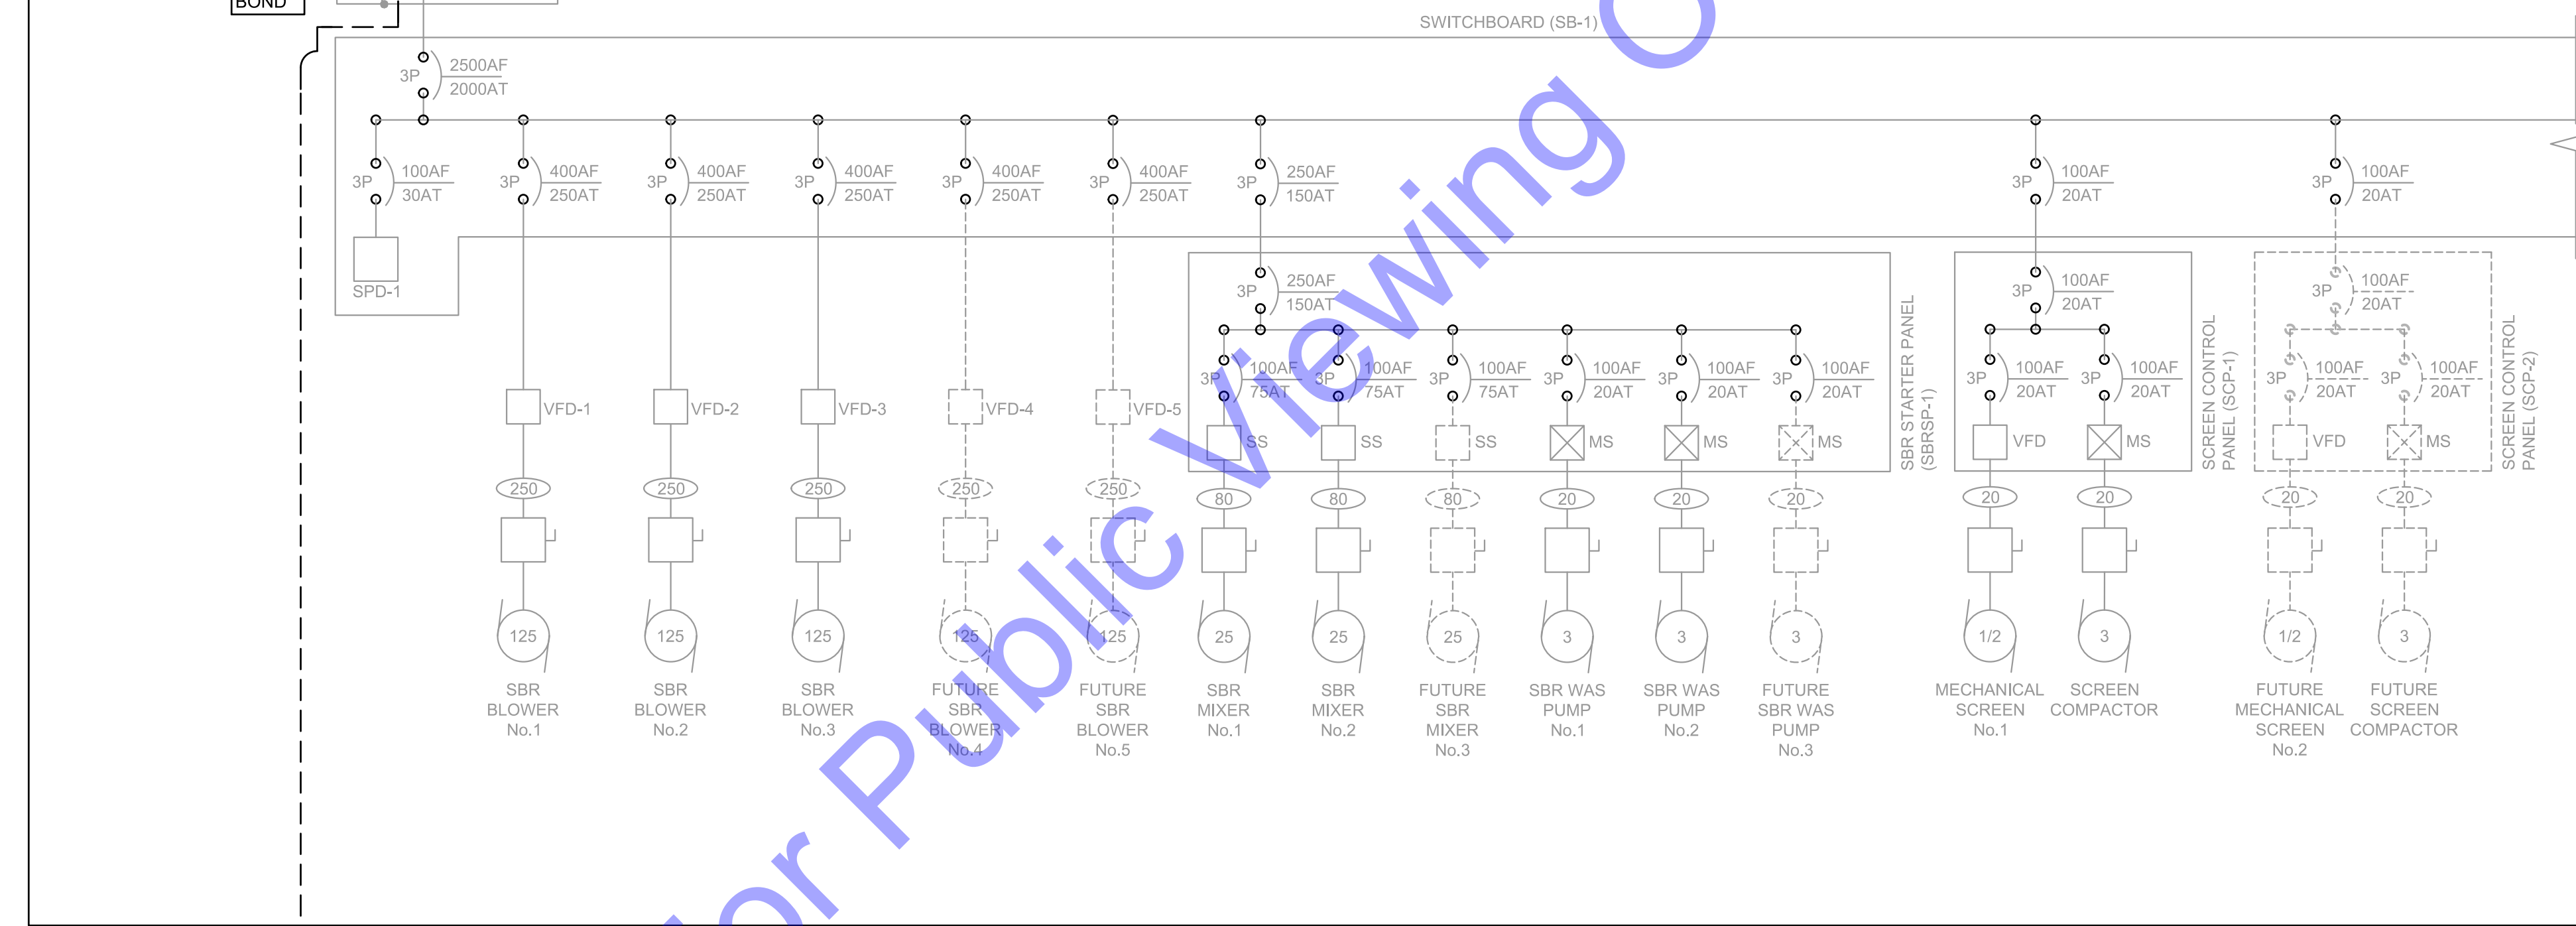 BOND
SWITCHBOARD (SB-1)
3P 2500AF
2000AT
3P 100AF
30AT
3P 400AF
250AT
3P 400AF
250AT
3P 400AF
250AT
3P 400AF
250AT
3P 400AF
250AT
3P 250AF
150AT
3P 100AF
20AT
3P 100AF
20AT
SPD-1
3P 250AF
150AT
3P 100AF
20AT
3P 100AF
20AT
3P 100AF
75AT
3P 100AF
75AT
3P 100AF
75AT
3P 100AF
20AT
3P 100AF
20AT
3P 100AF
20AT
3P 100AF
20AT
3P 100AF
20AT
3P 100AF
20AT
3P 100AF
20AT
SBR STARTER PANEL
(SBRSP-1)
SCREEN CONTROL
PANEL (SCP-1)
SCREEN CONTROL
PANEL (SCP-2)
VFD-1
VFD-2
VFD-3
VFD-4
VFD-5
SS
SS
SS
MS
MS
MS
VFD
MS
VFD
MS
250
250
250
250
250
80
80
80
20
20
20
20
20
20
20
125
125
125
125
125
25
25
25
3
3
3
1/2
3
1/2
3
SBR
BLOWER
No.1
SBR
BLOWER
No.2
SBR
BLOWER
No.3
FUTURE
SBR
BLOWER
No.4
FUTURE
SBR
BLOWER
No.5
SBR
MIXER
No.1
SBR
MIXER
No.2
FUTURE
SBR
MIXER
No.3
SBR WAS
PUMP
No.1
SBR WAS
PUMP
No.2
FUTURE
SBR WAS
PUMP
No.3
MECHANICAL
SCREEN
No.1
SCREEN
COMPACTOR
FUTURE
MECHANICAL
SCREEN
No.2
FUTURE
SCREEN
COMPACTOR
or Public Viewing O